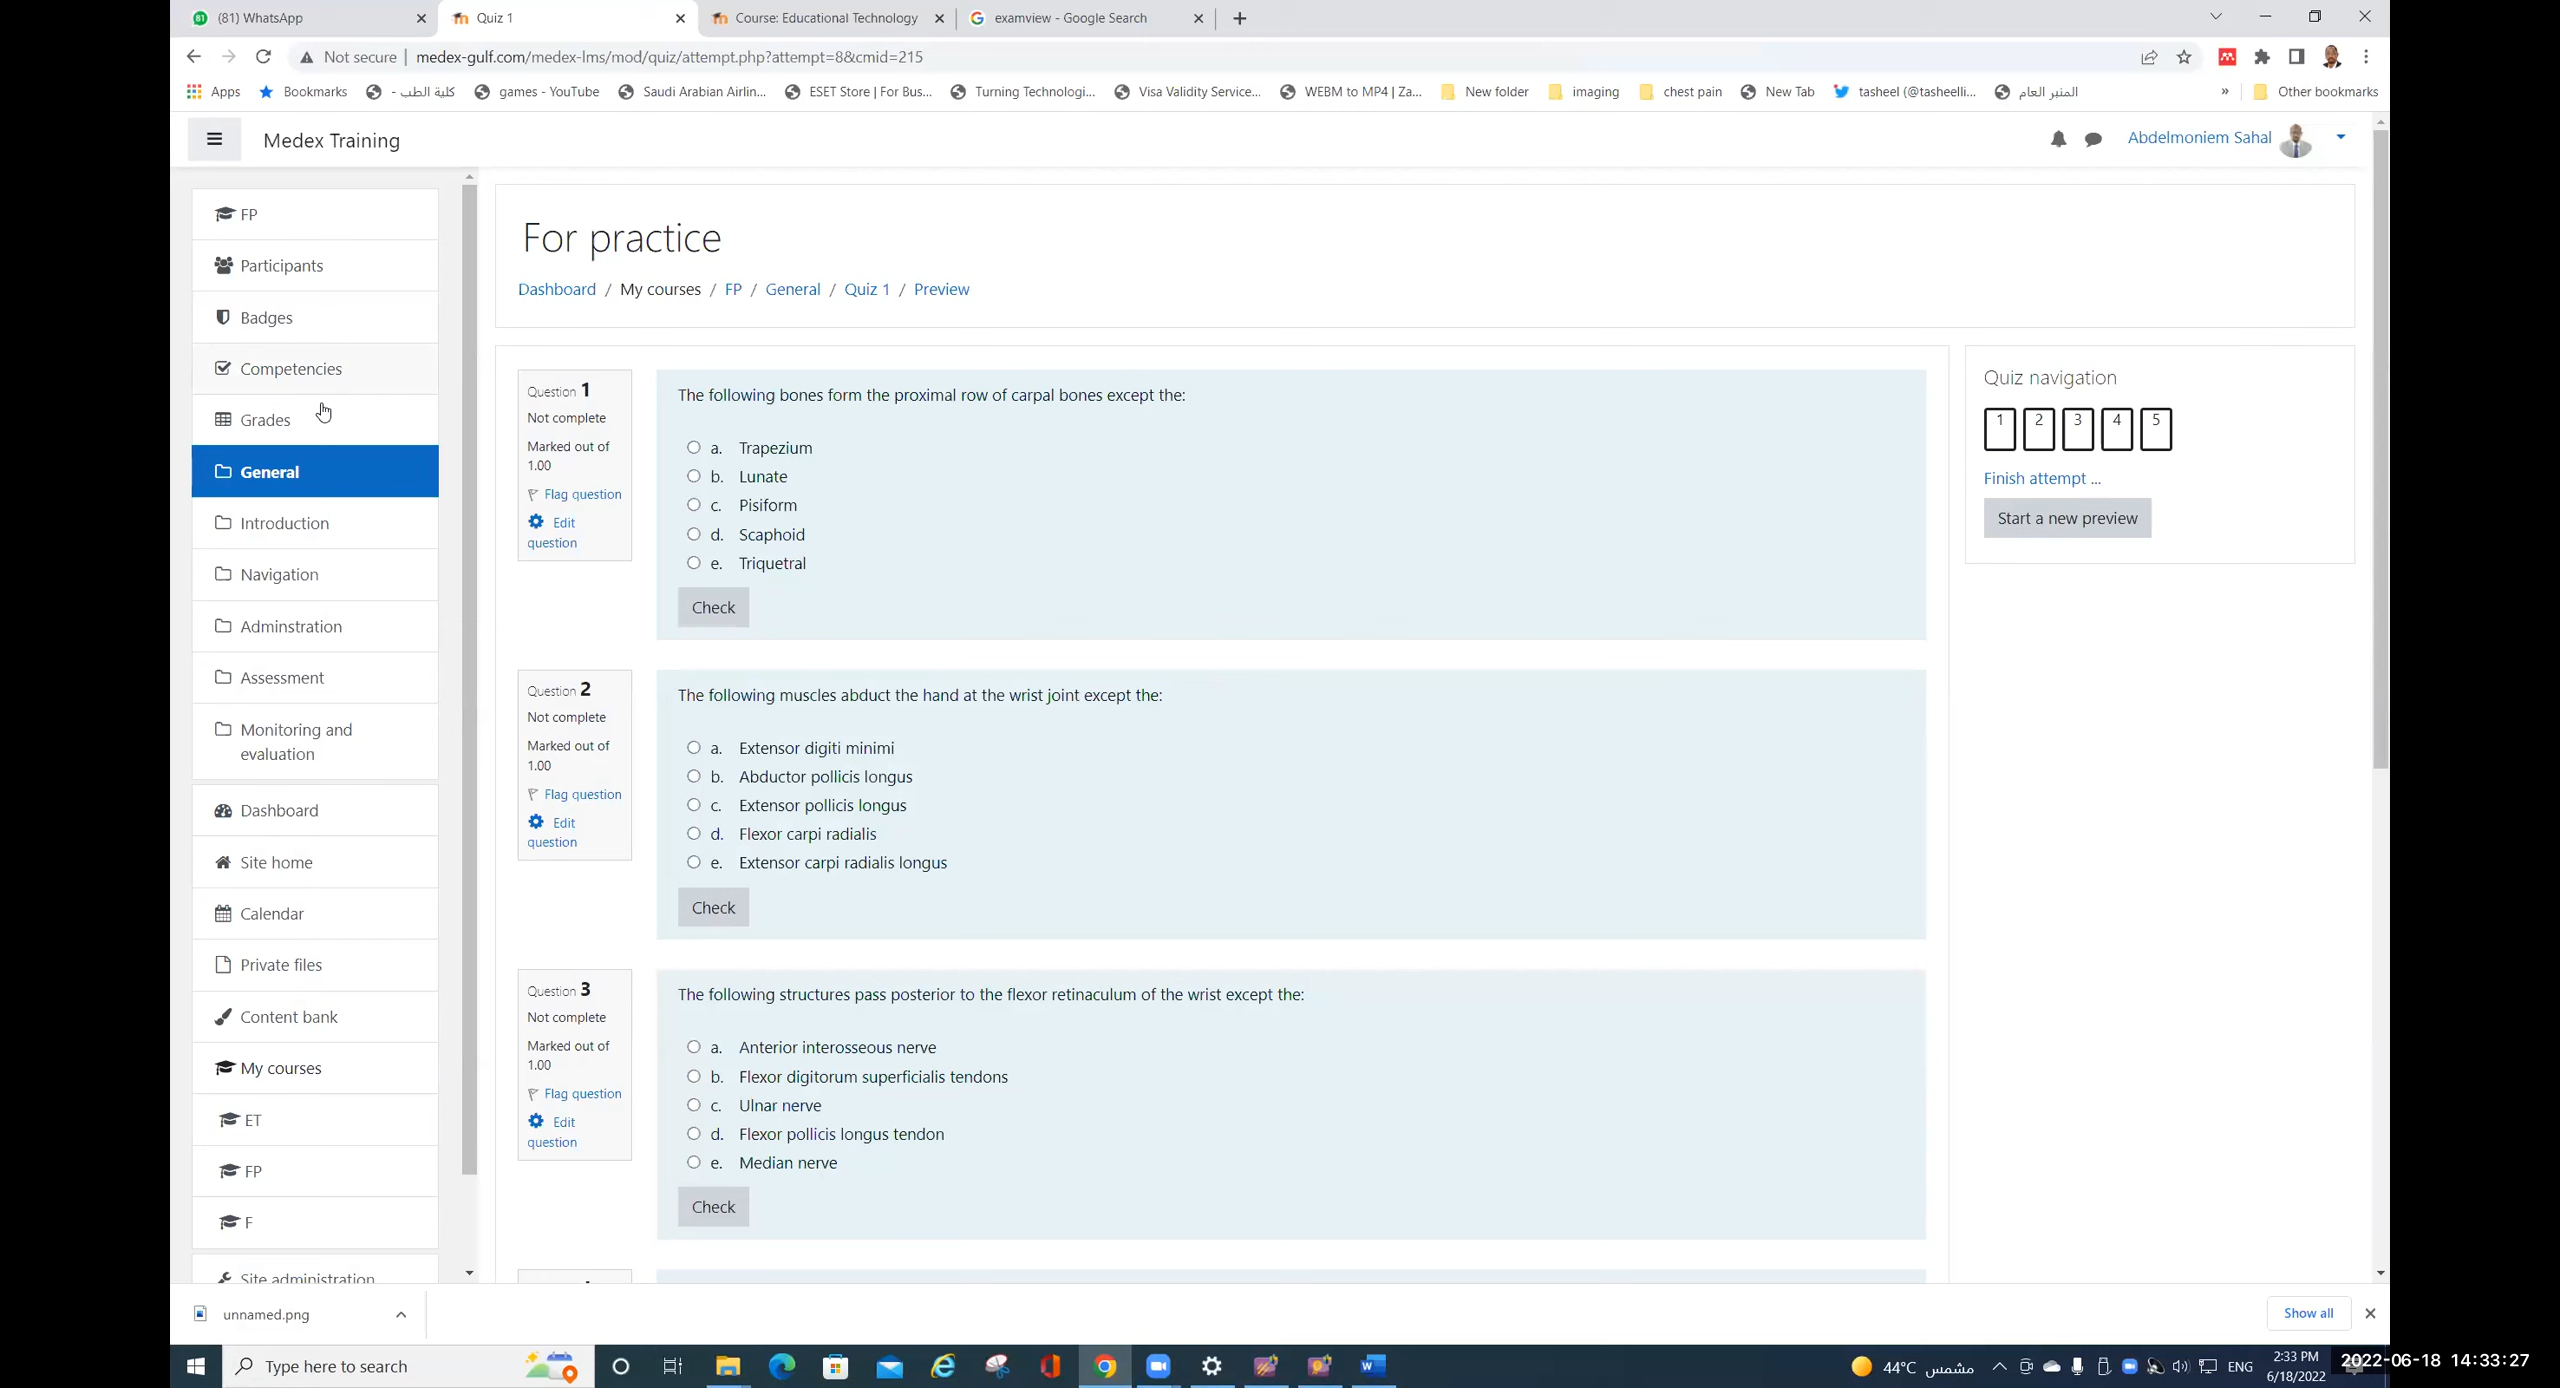 (81) WhatsApp
Quiz 1
Course: Educational Technology
examview - Google Search
Not secure | medex-gulf.com/medex-lms/mod/quiz/attempt.php?attempt=8&cmid=215
Apps
Bookmarks
كلية الطب - -
games - YouTube
Saudi Arabian Airlin...
ESET Store | For Bus...
Turning Technologi...
Visa Validity Service...
WEBM to MP4 | Za...
New folder
imaging
chest pain
New Tab
tasheel (@tasheelli...
المنبر العام
»
Other bookmarks
Medex Training
Abdelmoniem Sahal
FP
Participants
Badges
Competencies
Grades
General
Introduction
Navigation
Adminstration
Assessment
Monitoring and
evaluation
Dashboard
Site home
Calendar
Private files
Content bank
My courses
ET
FP
F
Site administration
For practice
Dashboard / My courses / FP / General / Quiz 1 / Preview
Question 1
Not complete
Marked out of
1.00
Flag question
Edit
question
The following bones form the proximal row of carpal bones except the:
a. Trapezium
b. Lunate
c. Pisiform
d. Scaphoid
e. Triquetral
Check
Question 2
Not complete
Marked out of
1.00
Flag question
Edit
question
The following muscles abduct the hand at the wrist joint except the:
a. Extensor digiti minimi
b. Abductor pollicis longus
c. Extensor pollicis longus
d. Flexor carpi radialis
e. Extensor carpi radialis longus
Check
Question 3
Not complete
Marked out of
1.00
Flag question
Edit
question
The following structures pass posterior to the flexor retinaculum of the wrist except the:
a. Anterior interosseous nerve
b. Flexor digitorum superficialis tendons
c. Ulnar nerve
d. Flexor pollicis longus tendon
e. Median nerve
Check
Quiz navigation
1 2 3 4 5
Finish attempt ...
Start a new preview
unnamed.png
Show all
Type here to search
44°C مشمس
ENG
2:33 PM
6/18/2022
2022-06-18 14:33:27